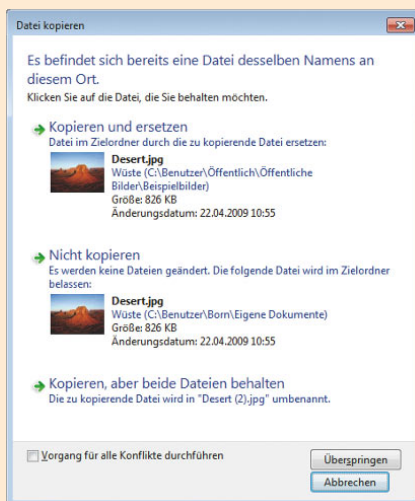 Datei kopieren
Es befindet sich bereits eine Datei desselben Namens an
diesem Ort.
Klicken Sie auf die Datei, die Sie behalten möchten.
Kopieren und ersetzen
Datei im Zielordner durch die zu kopierende Datei ersetzen:
Desert.jpg
Wüste (C:\Benutzer\Öffentlich\Öffentliche
Bilder\Beispielbilder)
Größe: 826 KB
Änderungsdatum: 22.04.2009 10:55
Nicht kopieren
Es werden keine Dateien geändert. Die folgende Datei wird im Zielordner
belassen:
Desert.jpg
Wüste (C:\Benutzer\Born\Eigene Dokumente)
Größe: 826 KB
Änderungsdatum: 22.04.2009 10:55
Kopieren, aber beide Dateien behalten
Die zu kopierende Datei wird in "Desert (2).jpg" umbenannt.
Vorgang für alle Konflikte durchführen
Überspringen
Abbrechen